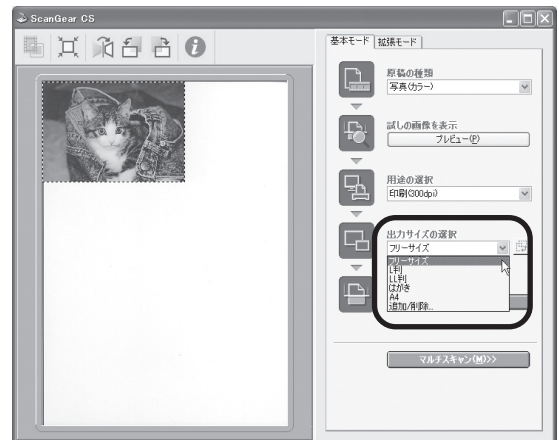 ScanGear CS
基本モード 拡張モード
原稿の種類
写真(カラー)
試しの画像を表示
プレビュー(P)
用途の選択
印刷(300dpi)
出力サイズの選択
フリーサイズ
フリーサイズ
L判
LL判
はがき
A4
追加/削除...
マルチスキャン(M)>>